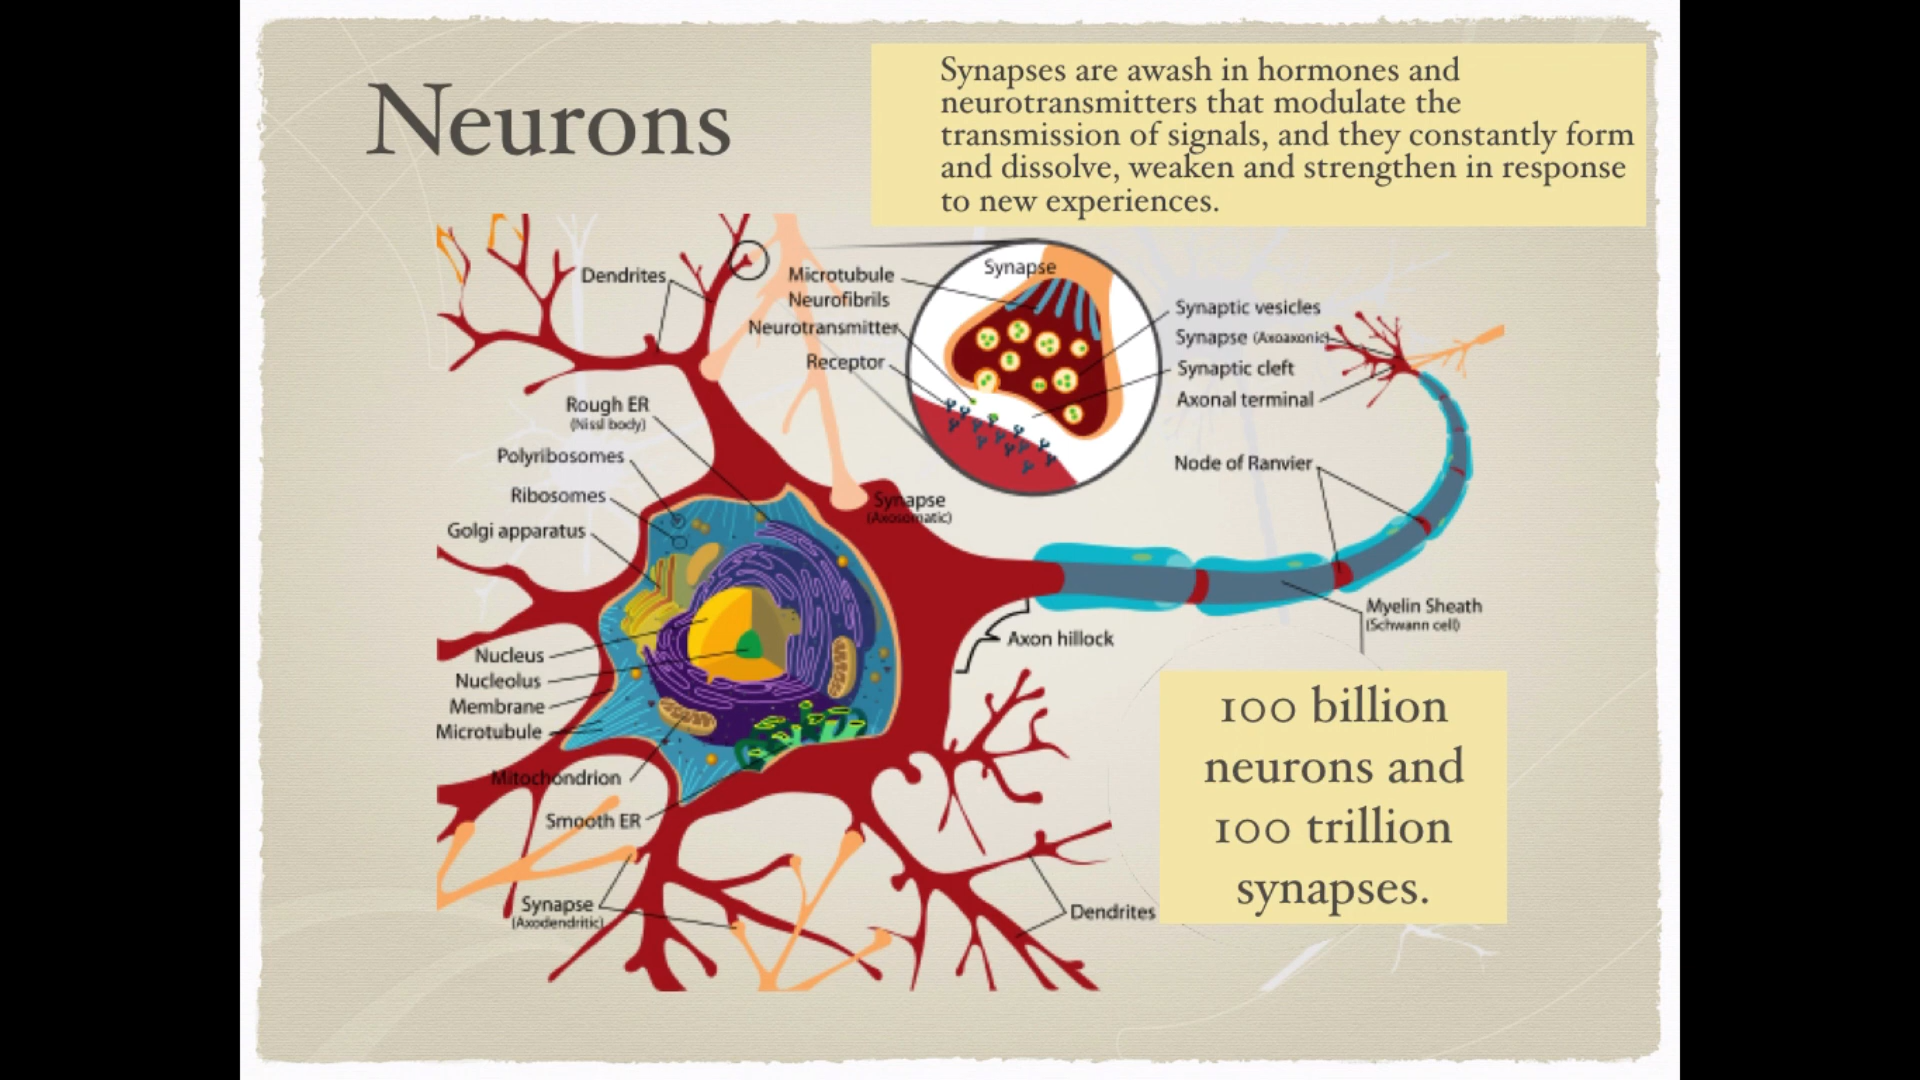 Neurons
Synapses are awash in hormones and
neurotransmitters that modulate the
transmission of signals, and they constantly form
and dissolve, weaken and strengthen in response
to new experiences.
Dendrites
Microtubule
Neurofibrils
Neurotransmitter
Receptor
Synapse
Synaptic vesicles
Synapse (Axoaxonic)
Synaptic cleft
Axonal terminal
Rough ER
(Nissl body)
Polyribosomes
Ribosomes
Golgi apparatus
Synapse
(Axosomatic)
Node of Ranvier
Myelin Sheath
(Schwann cell)
Axon hillock
Nucleus
Nucleolus
Membrane
Microtubule
Mitochondrion
Smooth ER
Synapse
(Axodendritic)
Dendrites
100 billion
neurons and
100 trillion
synapses.